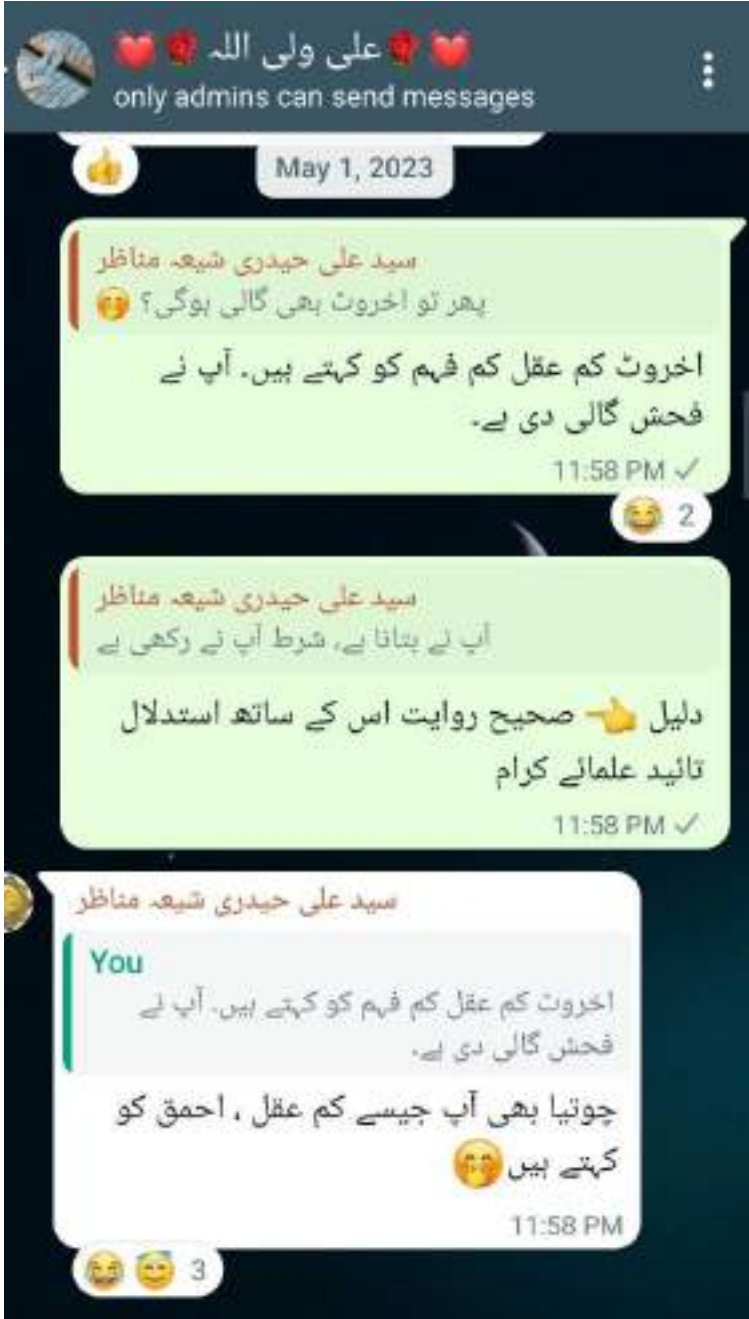 علی ولی اللہ
only admins can send messages
May 1, 2023
سید علی حیدری شیعہ مناظر
پھر تو اخروٹ بھی گالی ہوگی؟ 🤭
اخروٹ کم عقل کم فہم کو کہتے ہیں۔ آپ نے
فحش گالی دی ہے۔
11:58 PM
😂 2
سید علی حیدری شیعہ مناظر
آپ نے بتانا ہے، شرط آپ نے رکھی ہے
دلیل 👈 صحیح روایت اس کے ساتھ استدلال
تائید علمائے کرام
11:58 PM
سید علی حیدری شیعہ مناظر
You
اخروٹ کم عقل کم فہم کو کہتے ہیں۔ آپ نے
فحش گالی دی ہے۔
چوتیا بھی آپ جیسے کم عقل ، احمق کو
کہتے ہیں🤭
11:58 PM
😂 😇 3